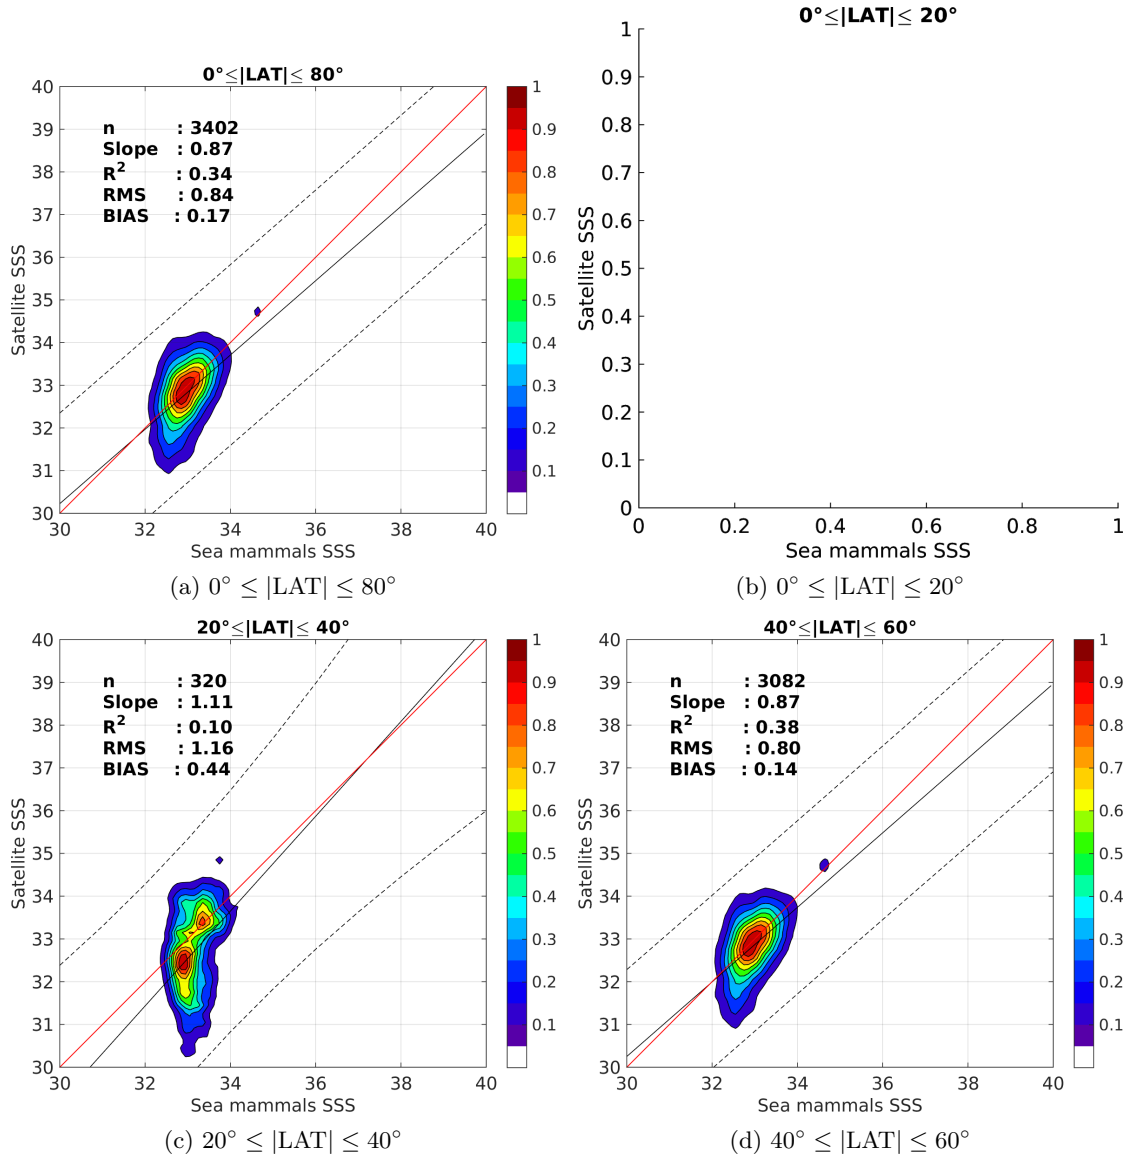 0°≤|LAT|≤ 80°
n : 3402
Slope : 0.87
R² : 0.34
RMS : 0.84
BIAS : 0.17
40
39
38
37
36
35
34
33
32
31
30
30 32 34 36 38 40
Satellite SSS
Sea mammals SSS
1
0.9
0.8
0.7
0.6
0.5
0.4
0.3
0.2
0.1
(a) 0° ≤ |LAT| ≤ 80°
0°≤|LAT|≤ 20°
1
0.9
0.8
0.7
0.6
0.5
0.4
0.3
0.2
0.1
0
0 0.2 0.4 0.6 0.8 1
Satellite SSS
Sea mammals SSS
(b) 0° ≤ |LAT| ≤ 20°
20°≤|LAT|≤ 40°
n : 320
Slope : 1.11
R² : 0.10
RMS : 1.16
BIAS : 0.44
40
39
38
37
36
35
34
33
32
31
30
30 32 34 36 38 40
Satellite SSS
Sea mammals SSS
1
0.9
0.8
0.7
0.6
0.5
0.4
0.3
0.2
0.1
(c) 20° ≤ |LAT| ≤ 40°
40°≤|LAT|≤ 60°
n : 3082
Slope : 0.87
R² : 0.38
RMS : 0.80
BIAS : 0.14
40
39
38
37
36
35
34
33
32
31
30
30 32 34 36 38 40
Satellite SSS
Sea mammals SSS
1
0.9
0.8
0.7
0.6
0.5
0.4
0.3
0.2
0.1
(d) 40° ≤ |LAT| ≤ 60°